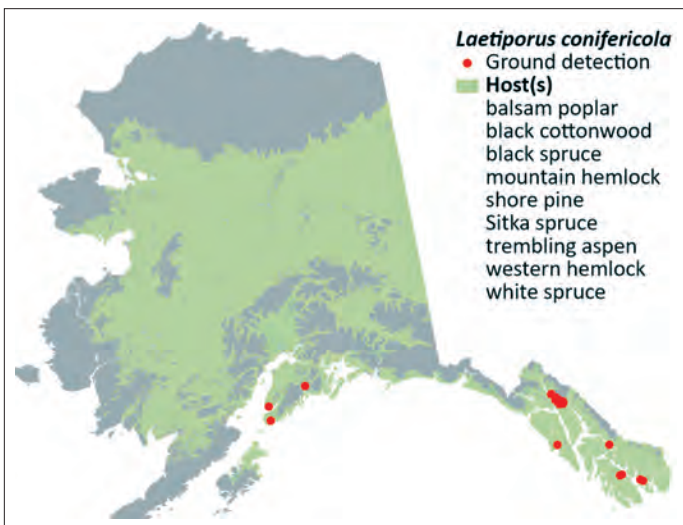 Laetiporus conifericola
Ground detection
Host(s)
balsam poplar
black cottonwood
black spruce
mountain hemlock
shore pine
Sitka spruce
trembling aspen
western hemlock
white spruce